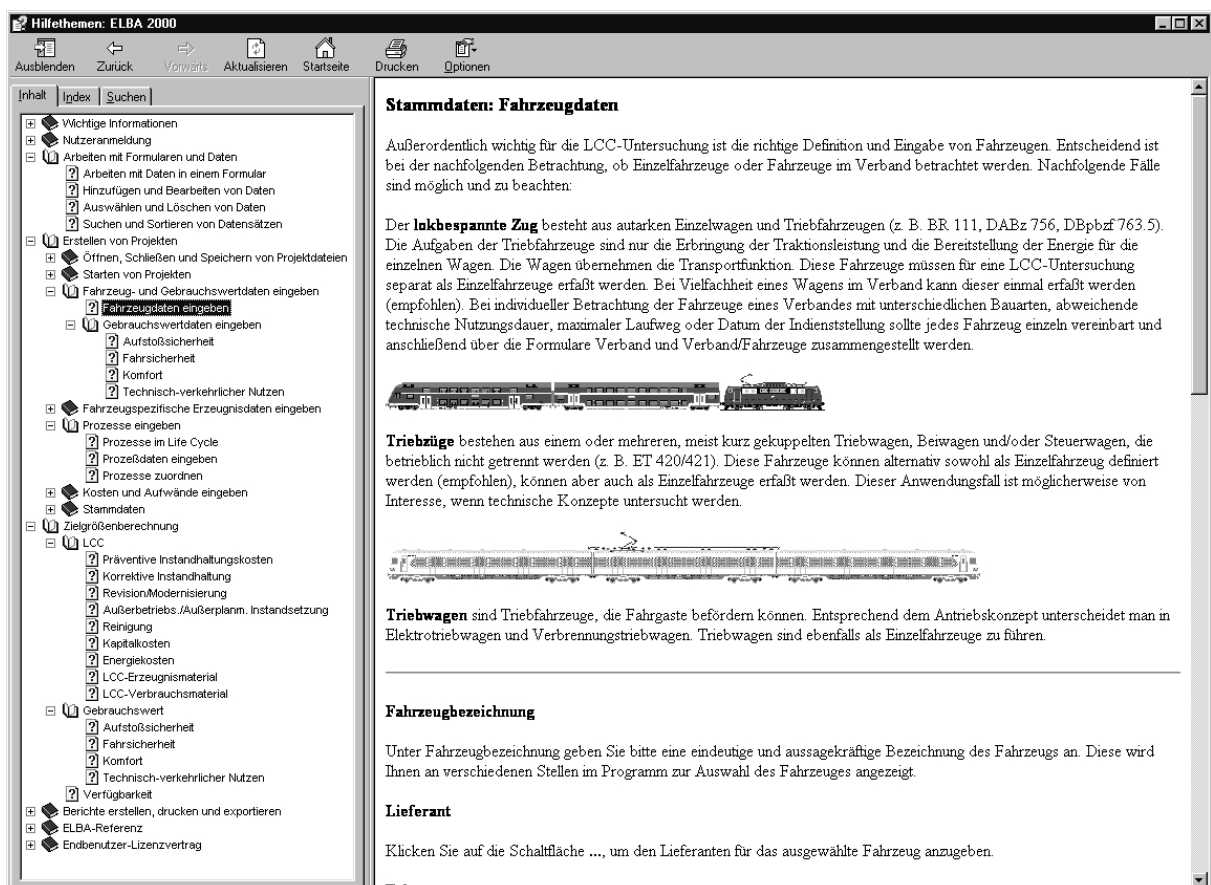 Hilfethemen: ELBA 2000
Ausblenden Zurück Vorwärts Aktualisieren Startseite Drucken Optionen
Inhalt Index Suchen
Wichtige Informationen
Nutzeranmeldung
Arbeiten mit Formularen und Daten
Arbeiten mit Daten in einem Formular
Hinzufügen und Bearbeiten von Daten
Auswählen und Löschen von Daten
Suchen und Sortieren von Datensätzen
Erstellen von Projekten
Öffnen, Schließen und Speichern von Projektdateien
Starten von Projekten
Fahrzeug- und Gebrauchswertdaten eingeben
Fahrzeugdaten eingeben
Gebrauchswertdaten eingeben
Aufstoßsicherheit
Fahrsicherheit
Komfort
Technisch-verkehrlicher Nutzen
Fahrzeugspezifische Erzeugnisdaten eingeben
Prozesse eingeben
Prozesse im Life Cycle
Prozeßdaten eingeben
Prozesse zuordnen
Kosten und Aufwände eingeben
Stammdaten
Zielgrößenberechnung
LCC
Präventive Instandhaltungskosten
Korrektive Instandhaltung
Revision/Modernisierung
Außerbetriebs./Außerplanm. Instandsetzung
Reinigung
Kapitalkosten
Energiekosten
LCC-Erzeugnismaterial
LCC-Verbrauchsmaterial
Gebrauchswert
Aufstoßsicherheit
Fahrsicherheit
Komfort
Technisch-verkehrlicher Nutzen
Verfügbarkeit
Berichte erstellen, drucken und exportieren
ELBA-Referenz
Endbenutzer-Lizenzvertrag
Stammdaten: Fahrzeugdaten
Außerordentlich wichtig für die LCC-Untersuchung ist die richtige Definition und Eingabe von Fahrzeugen. Entscheidend ist
bei der nachfolgenden Betrachtung, ob Einzelfahrzeuge oder Fahrzeuge im Verband betrachtet werden. Nachfolgende Fälle
sind möglich und zu beachten:
Der lokbespannte Zug besteht aus autarken Einzelwagen und Triebfahrzeugen (z. B. BR 111, DABz 756, DBpbzf 763.5).
Die Aufgaben der Triebfahrzeuge sind nur die Erbringung der Traktionsleistung und die Bereitstellung der Energie für die
einzelnen Wagen. Die Wagen übernehmen die Transportfunktion. Diese Fahrzeuge müssen für eine LCC-Untersuchung
separat als Einzelfahrzeuge erfaßt werden. Bei Vielfachheit eines Wagens im Verband kann dieser einmal erfaßt werden
(empfohlen). Bei individueller Betrachtung der Fahrzeuge eines Verbandes mit unterschiedlichen Bauarten, abweichende
technische Nutzungsdauer, maximaler Laufweg oder Datum der Indienststellung sollte jedes Fahrzeug einzeln vereinbart und
anschließend über die Formulare Verband und Verband/Fahrzeuge zusammengestellt werden.
Triebzüge bestehen aus einem oder mehreren, meist kurz gekuppelten Triebwagen, Beiwagen und/oder Steuerwagen, die
betrieblich nicht getrennt werden (z. B. ET 420/421). Diese Fahrzeuge können alternativ sowohl als Einzelfahrzeug definiert
werden (empfohlen), können aber auch als Einzelfahrzeuge erfaßt werden. Dieser Anwendungsfall ist möglicherweise von
Interesse, wenn technische Konzepte untersucht werden.
Triebwagen sind Triebfahrzeuge, die Fahrgaste befördern können. Entsprechend dem Antriebskonzept unterscheidet man in
Elektrotriebwagen und Verbrennungstriebwagen. Triebwagen sind ebenfalls als Einzelfahrzeuge zu führen.
Fahrzeugbezeichnung
Unter Fahrzeugbezeichnung geben Sie bitte eine eindeutige und aussagekräftige Bezeichnung des Fahrzeugs an. Diese wird
Ihnen an verschiedenen Stellen im Programm zur Auswahl des Fahrzeuges angezeigt.
Lieferant
Klicken Sie auf die Schaltfläche ..., um den Lieferanten für das ausgewählte Fahrzeug anzugeben.